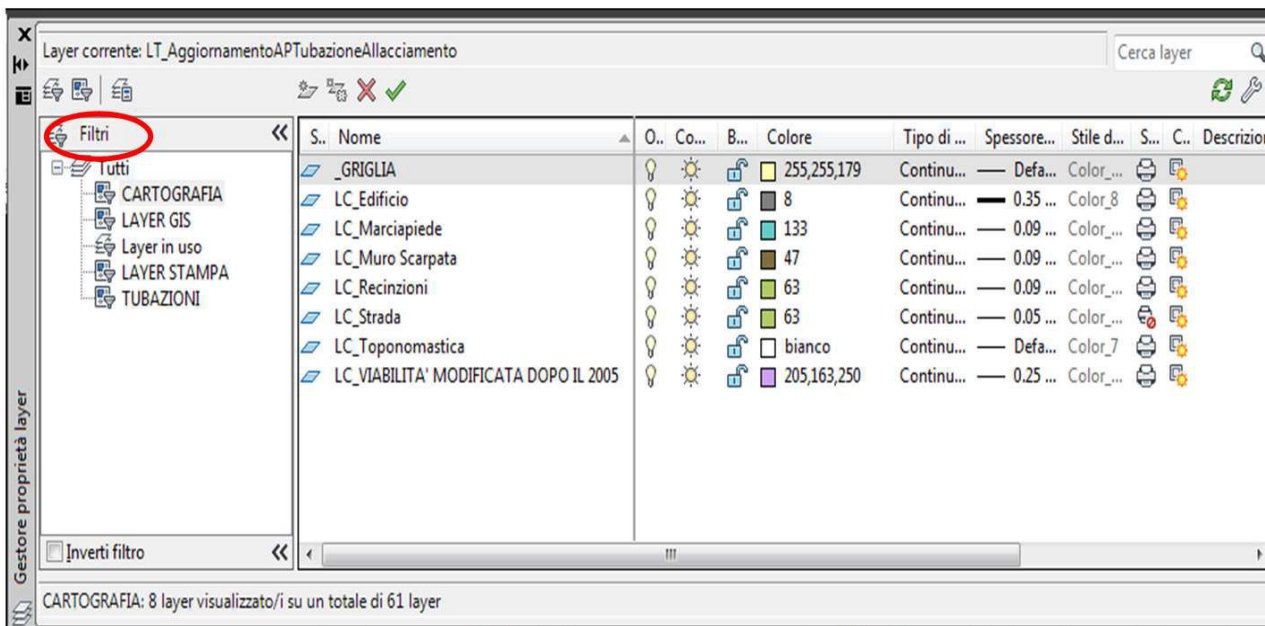 Layer corrente: LT_AggiornamentoAPTubazioneAllacciamento
Cerca layer
Filtri
S.. Nome O.. Co... B... Colore Tipo di ... Spessore... Stile d... S... C.. Descrizion
Tutti
CARTOGRAFIA
LAYER GIS
Layer in uso
LAYER STAMPA
TUBAZIONI
_GRIGLIA 255,255,179 Continu... Defa... Color_...
LC_Edificio 8 Continu... 0.35 ... Color_8
LC_Marciapiede 133 Continu... 0.09 ... Color_...
LC_Muro Scarpata 47 Continu... 0.09 ... Color_...
LC_Recinzioni 63 Continu... 0.09 ... Color_...
LC_Strada 63 Continu... 0.05 ... Color_...
LC_Toponomastica bianco Continu... Defa... Color_7
LC_VIABILITA' MODIFICATA DOPO IL 2005 205,163,250 Continu... 0.25 ... Color_...
Inverti filtro
Gestore proprietà layer
CARTOGRAFIA: 8 layer visualizzato/i su un totale di 61 layer